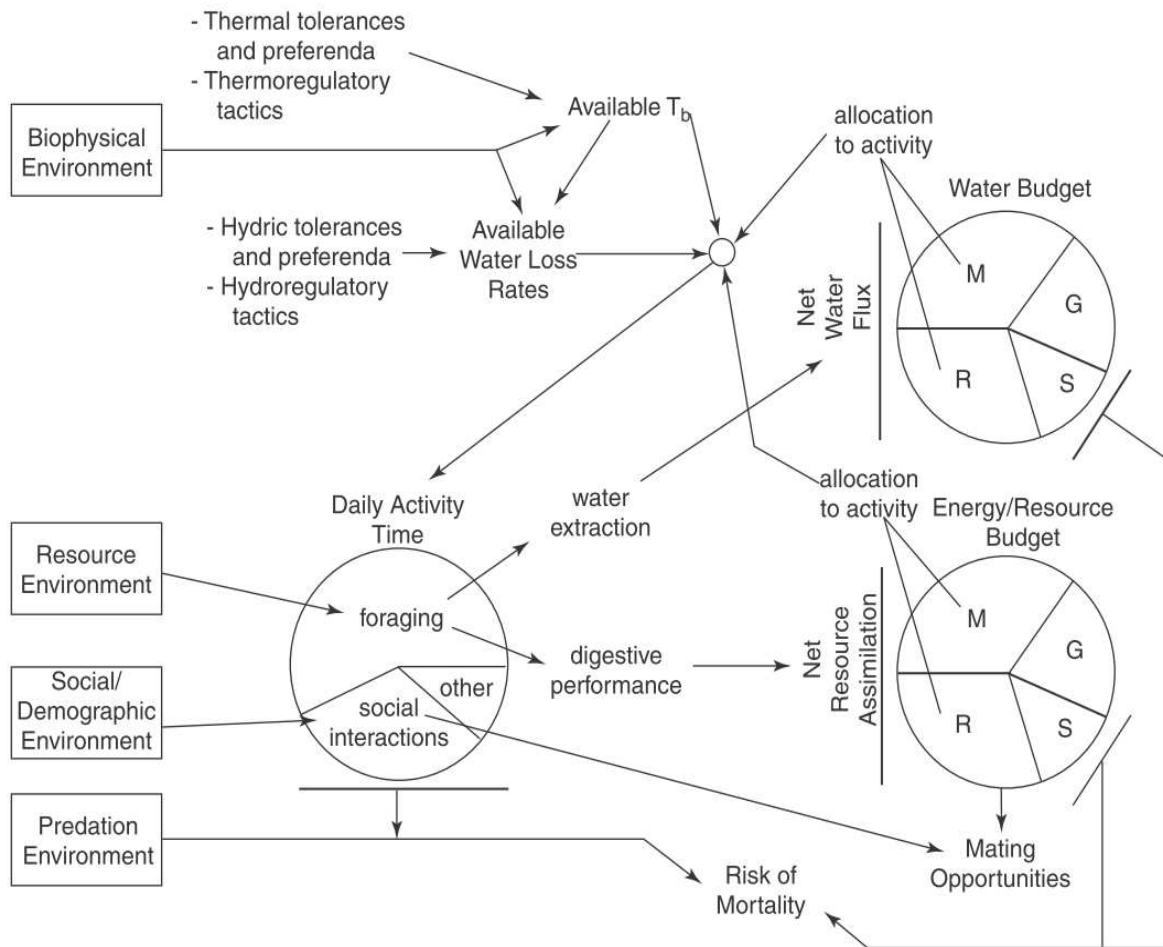 - Thermal tolerances
and preferenda
- Thermoregulatory
tactics
Biophysical
Environment
Available Tb
allocation
to activity
Water Budget
- Hydric tolerances
and preferenda
- Hydroregulatory
tactics
Available
Water Loss
Rates
Net
Water
Flux
M
G
R
S
Daily Activity
Time
water
extraction
allocation
to activity
Energy/Resource
Budget
Resource
Environment
foraging
digestive
performance
Net
Resource
Assimilation
M
G
R
S
Social/
Demographic
Environment
other
social
interactions
Predation
Environment
Risk of
Mortality
Mating
Opportunities